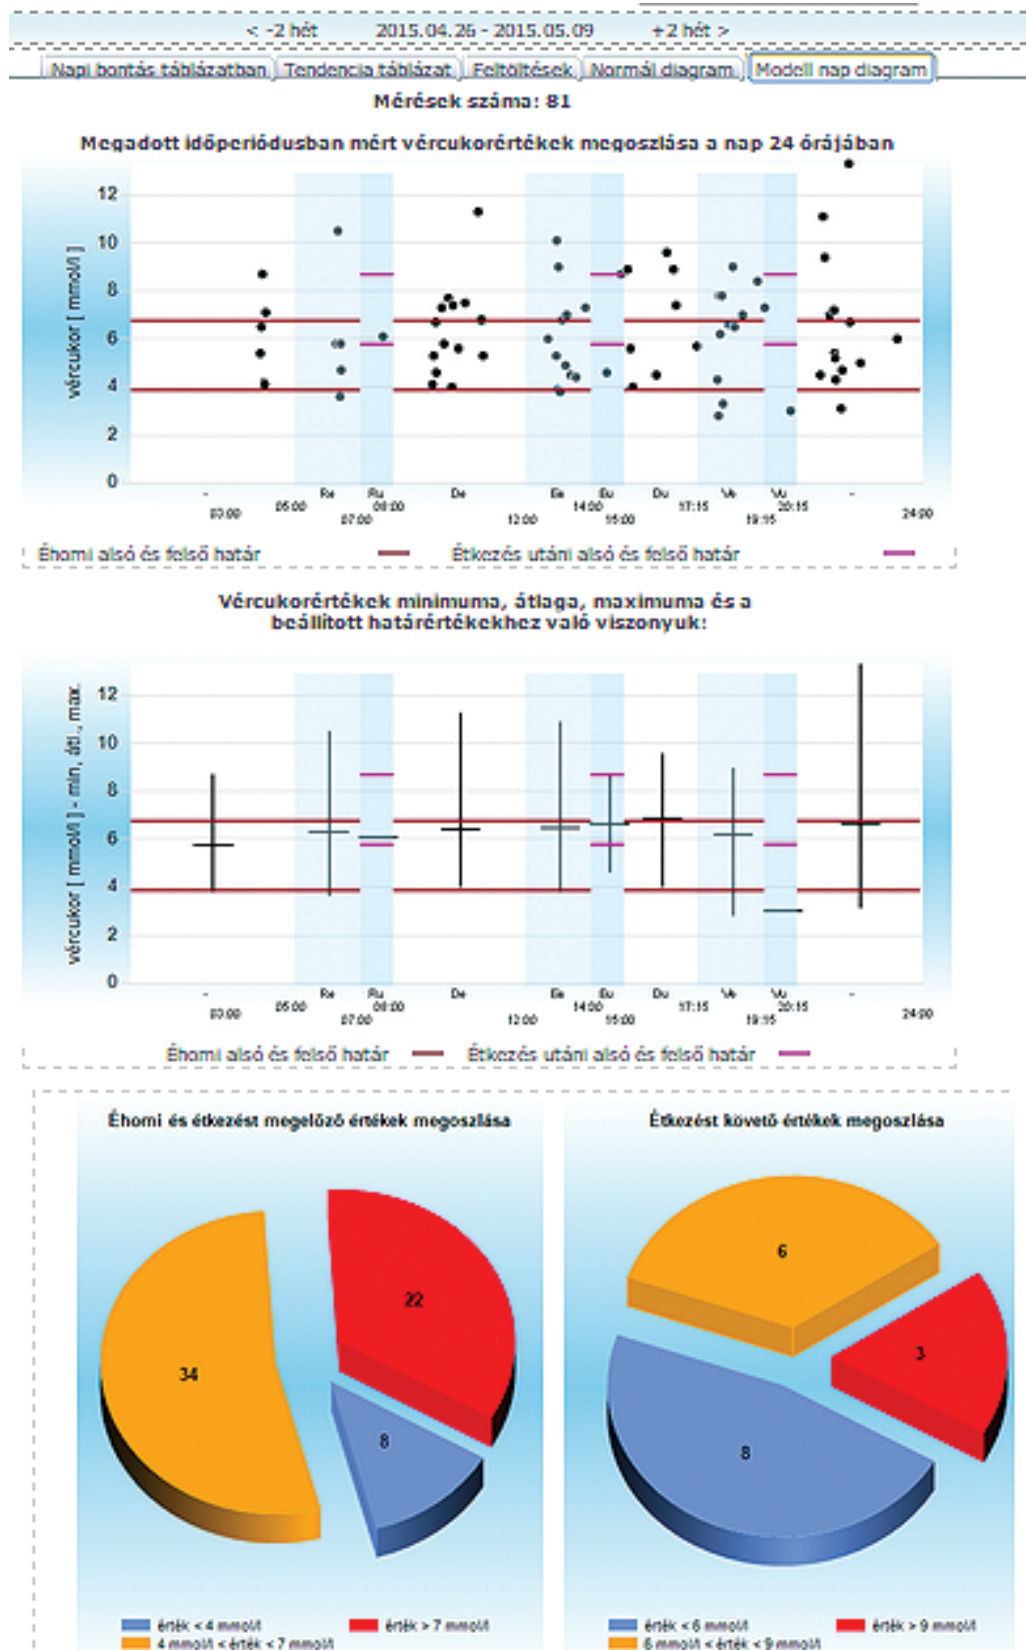 < -2 hét 2015.04.26 - 2015.05.09 +2 hét >
Napi bontás táblázatban Tendencia táblázat Feltöltések Normál diagram Modell nap diagram
Mérések száma: 81
Megadott időperiódusban mért vércukorértékek megoszlása a nap 24 órájában
vércukor [ mmol/l ]
12
10
8
6
4
2
0
- Re Ru De Ee Eu Du Ve Vu -
03:00 05:00 07:00 08:00 12:00 14:00 15:00 17:15 19:15 20:15 24:00
Éhomi alsó és felső határ Étkezés utáni alsó és felső határ
Vércukorértékek minimuma, átlaga, maximuma és a
beállított határértékekhez való viszonyuk:
vércukor [ mmol/l ] - min, átl., max.
12
10
8
6
4
2
0
- Re Ru De Ee Eu Du Ve Vu -
03:00 05:00 07:00 08:00 12:00 14:00 15:00 17:15 19:15 20:15 24:00
Éhomi alsó és felső határ Étkezés utáni alsó és felső határ
Éhomi és étkezést megelőző értékek megoszlása
22
34
8
érték < 4 mmol/l érték > 7 mmol/l
4 mmol/l < érték < 7 mmol/l
Étkezést követő értékek megoszlása
6
3
8
érték < 6 mmol/l érték > 9 mmol/l
6 mmol/l < érték < 9 mmol/l